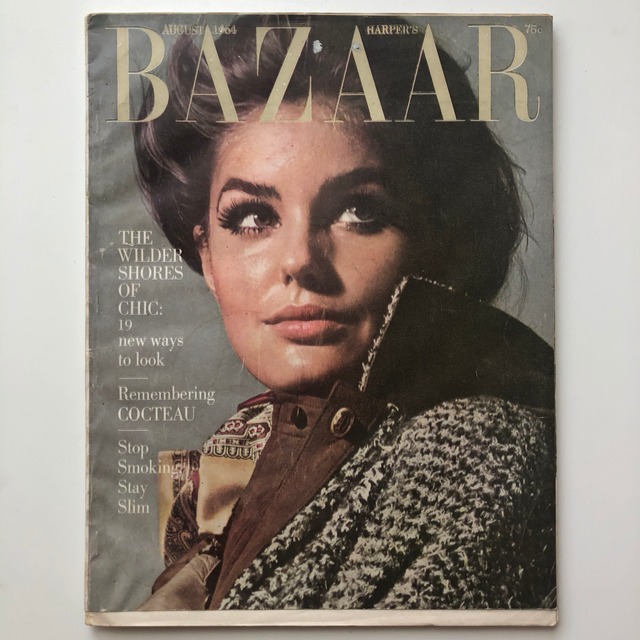 AUGUST 1964 HARPER'S 75c
BAZAAR
THE
WILDER
SHORES
OF
CHIC:
19
new ways
to look
Remembering
COCTEAU
Stop
Smoking,
Stay
Slim